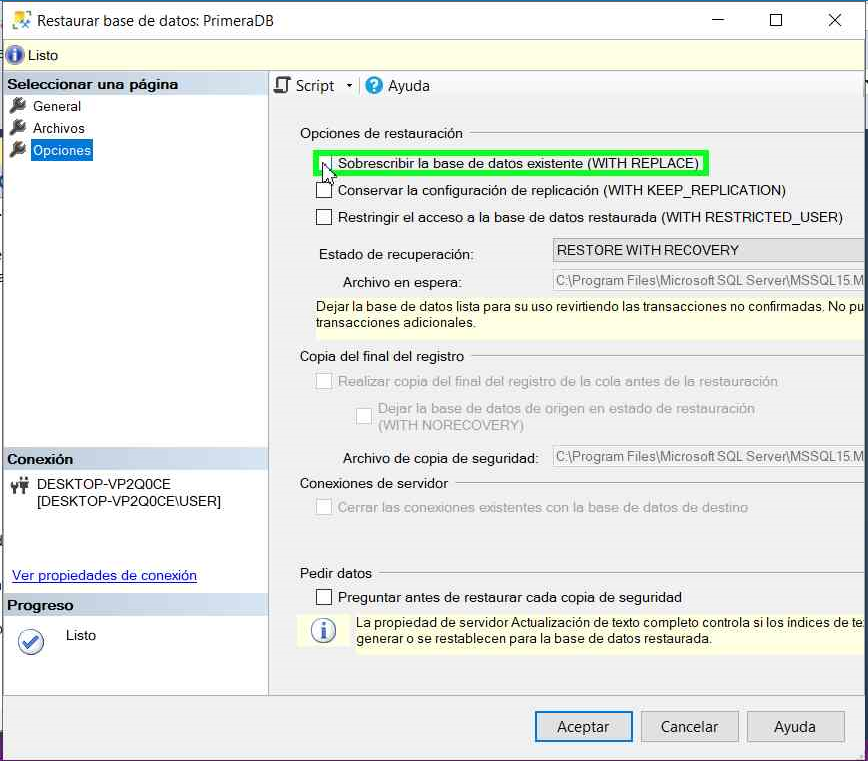 Restaurar base de datos: PrimeraDB
Listo
Seleccionar una página
General
Archivos
Opciones
Script
Ayuda
Opciones de restauración
Sobrescribir la base de datos existente (WITH REPLACE)
Conservar la configuración de replicación (WITH KEEP_REPLICATION)
Restringir el acceso a la base de datos restaurada (WITH RESTRICTED_USER)
Estado de recuperación:
RESTORE WITH RECOVERY
Archivo en espera:
C:\Program Files\Microsoft SQL Server\MSSQL15.M
Dejar la base de datos lista para su uso revirtiendo las transacciones no confirmadas. No pu
transacciones adicionales.
Copia del final del registro
Realizar copia del final del registro de la cola antes de la restauración
Dejar la base de datos de origen en estado de restauración
(WITH NORECOVERY)
Archivo de copia de seguridad:
C:\Program Files\Microsoft SQL Server\MSSQL15.M
Conexiones de servidor
Cerrar las conexiones existentes con la base de datos de destino
Pedir datos
Preguntar antes de restaurar cada copia de seguridad
La propiedad de servidor Actualización de texto completo controla si los índices de te
generar o se restablecen para la base de datos restaurada.
Conexión
DESKTOP-VP2Q0CE
[DESKTOP-VP2Q0CE\USER]
Ver propiedades de conexión
Progreso
Listo
Aceptar
Cancelar
Ayuda